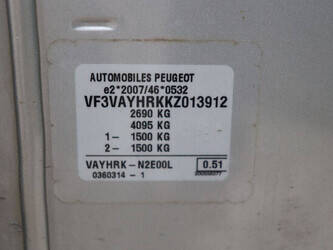 AUTOMOBILES PEUGEOT
e2*2007/46*0532
VF3VAYHRKKZ013912
2690 KG
4095 KG
1- 1500 KG
2- 1500 KG
VAYHRK-N2E00L 0.51
0360314 - 1